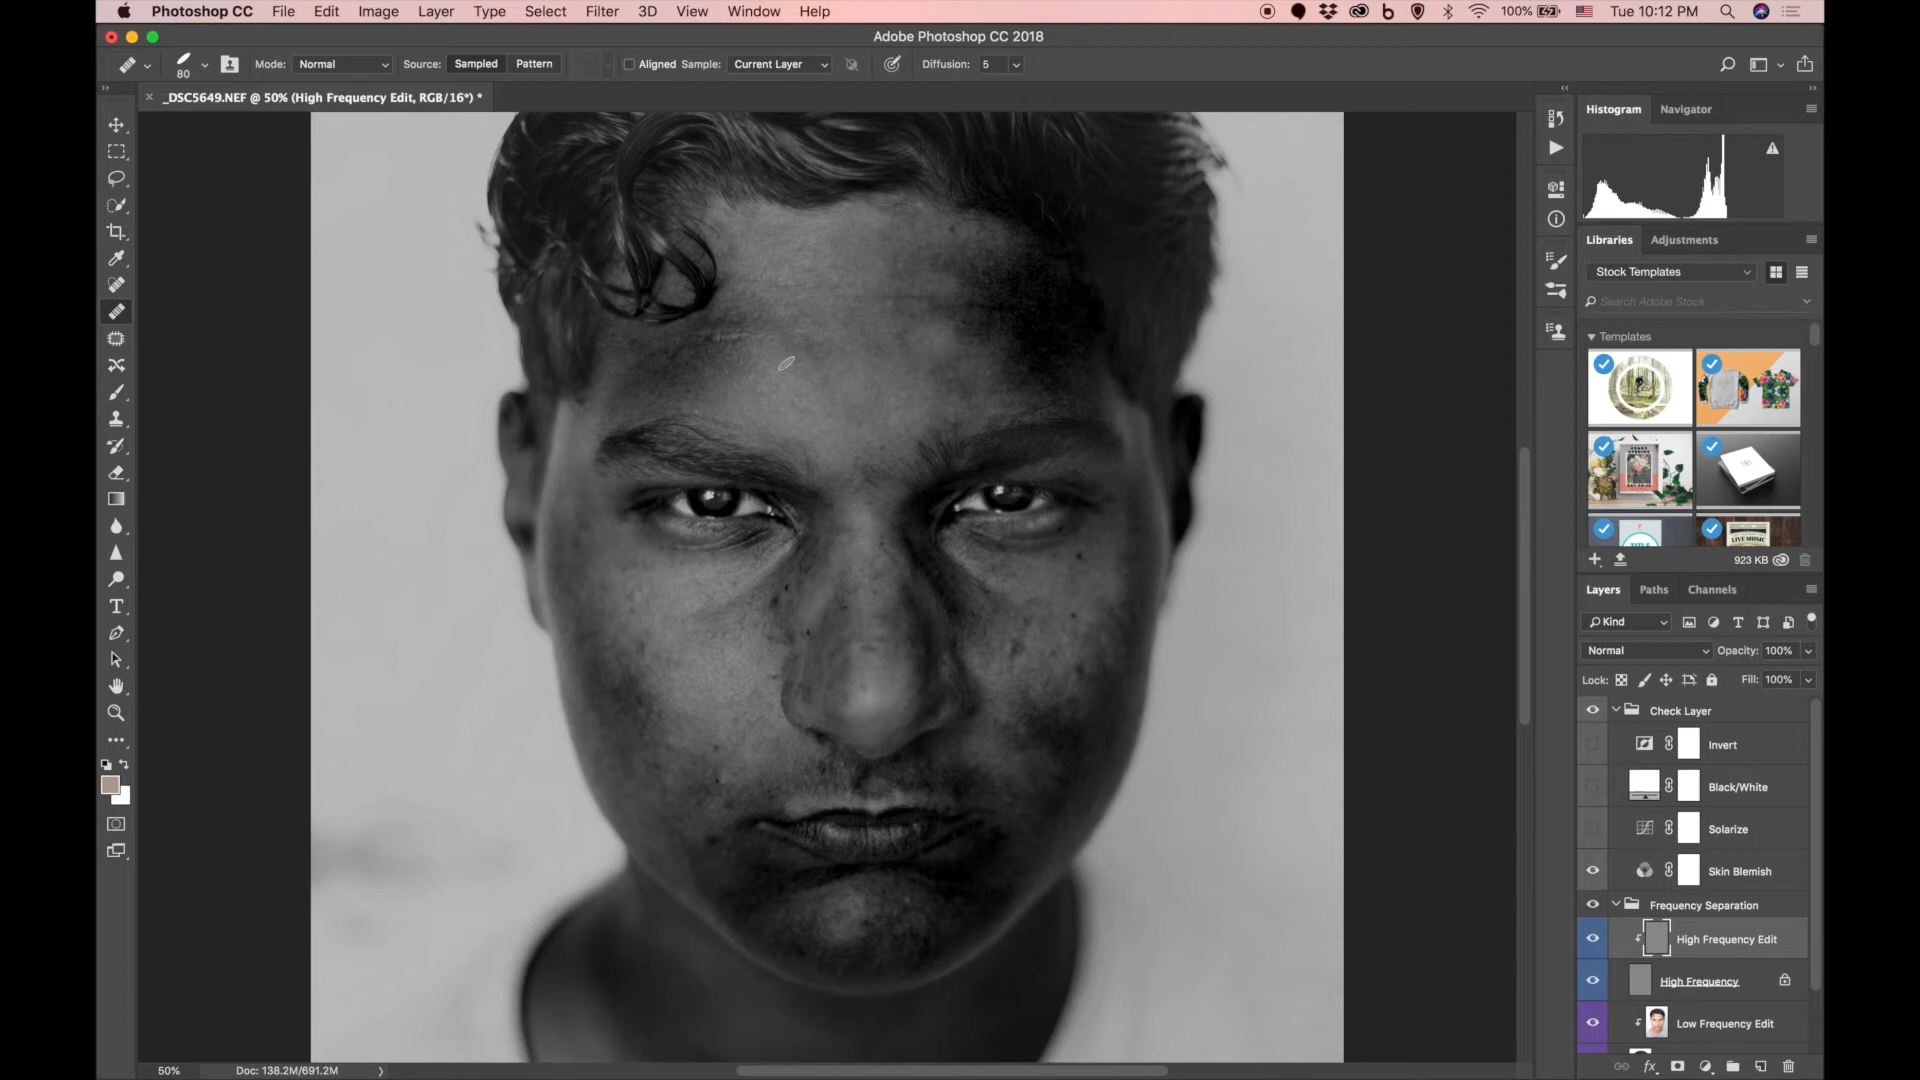 Photoshop CC File Edit Image Layer Type Select Filter 3D View Window Help 100% Tue 10:12 PM
Adobe Photoshop CC 2018
80 Mode: Normal Source: Sampled Pattern Aligned Sample: Current Layer Diffusion: 5
_DSC5649.NEF @ 50% (High Frequency Edit, RGB/16*) *
Histogram Navigator
Libraries Adjustments
Stock Templates
Search Adobe Stock
Templates
LIVE MUSIC
TITLE
923 KB
Layers Paths Channels
Kind
Normal Opacity: 100%
Lock: Fill: 100%
Check Layer
Invert
Black/White
Solarize
Skin Blemish
Frequency Separation
High Frequency Edit
High Frequency
Low Frequency Edit
50% Doc: 138.2M/691.2M